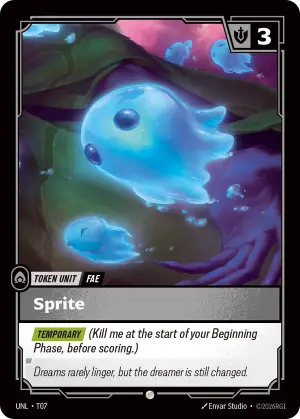 3
TOKEN UNIT FAE
Sprite
TEMPORARY (Kill me at the start of your Beginning
Phase, before scoring.)
Dreams rarely linger, but the dreamer is still changed.
UNL • T07
Envar Studio • ©2026RGI